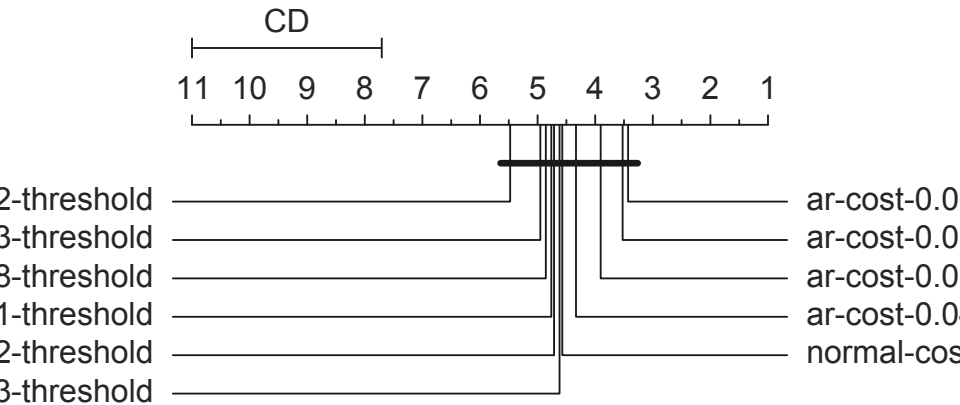 CD
11 10 9 8 7 6 5 4 3 2 1
2-threshold
3-threshold
8-threshold
1-threshold
2-threshold
3-threshold
ar-cost-0.0
ar-cost-0.0
ar-cost-0.0
ar-cost-0.04
normal-cos